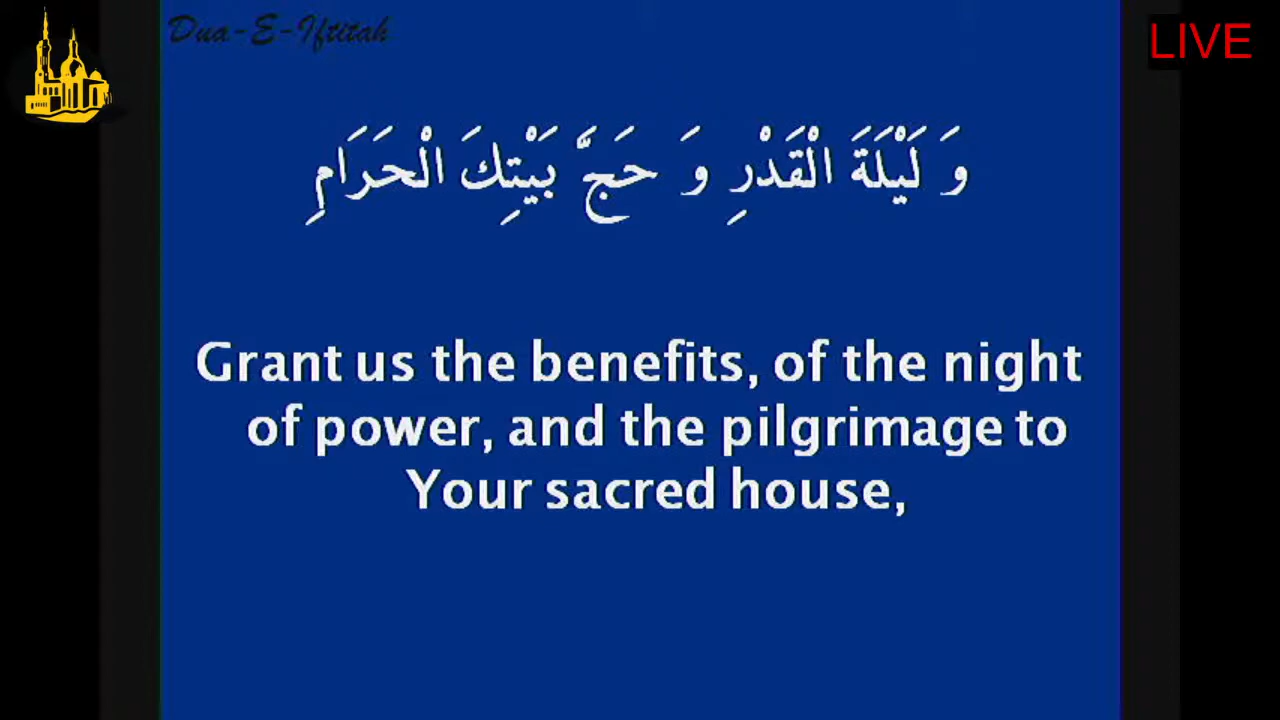 Dua-E-Iftitah
LIVE
وَ لَيْلَةَ الْقَدْرِ وَ حَجَّ بَيْتِكَ الْحَرَامِ
Grant us the benefits, of the night
of power, and the pilgrimage to
Your sacred house,